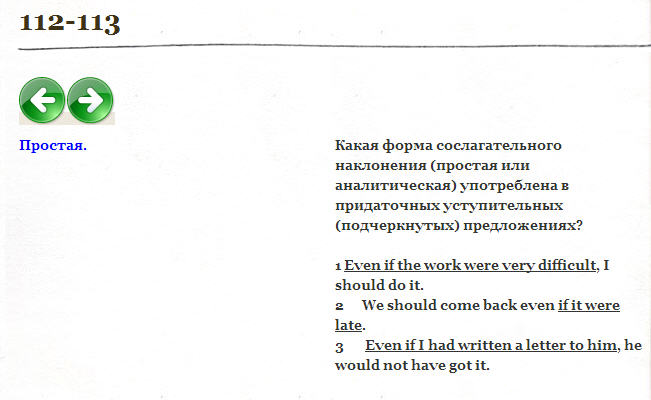 112-113
Простая.
Какая форма сослагательного
наклонения (простая или
аналитическая) употреблена в
придаточных уступительных
(подчеркнутых) предложениях?
1 Even if the work were very difficult, I
should do it.
2 We should come back even if it were
late.
3 Even if I had written a letter to him, he
would not have got it.